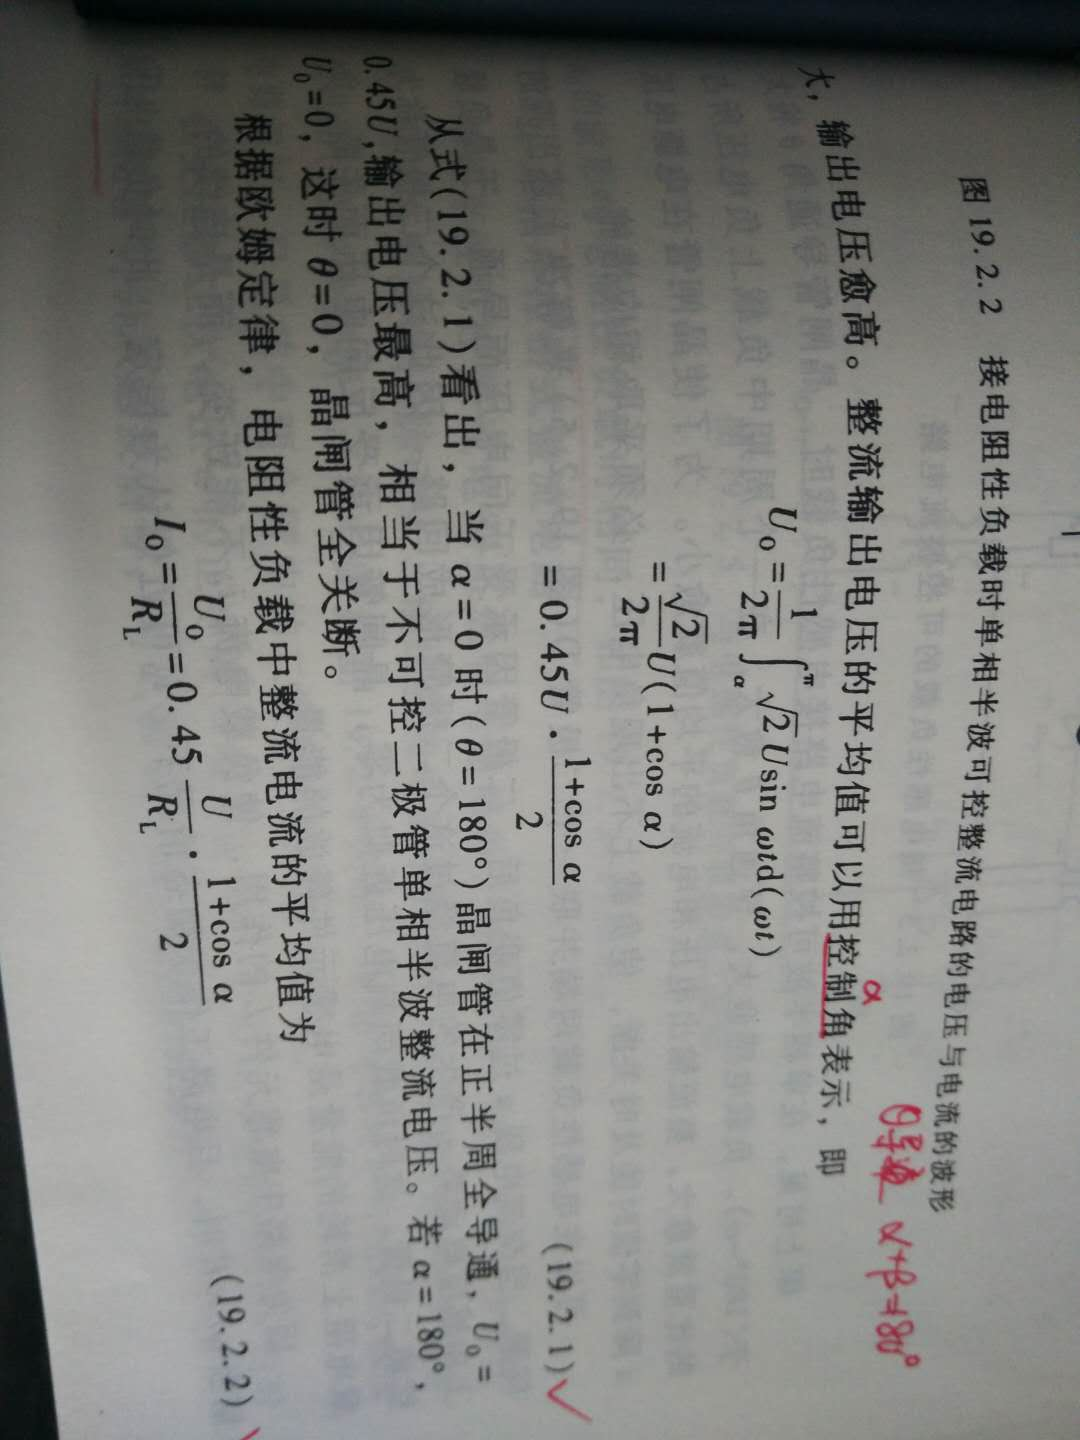 图 19.2.2 接电阻性负载时单相半波可控整流电路的电压与电流的波形
θ导通 α+β=180°
大，输出电压愈高。整流输出电压的平均值可以用控制角表示，即
α
U₀ = 1/2π ∫_α^π √2 U sin ωtd(ωt)
= √2/2π U(1+cos α)
= 0.45U · (1+cos α)/2 (19.2.1) ✓
从式(19.2.1)看出，当 α=0 时(θ=180°)晶闸管在正半周全导通，U₀=
0.45U,输出电压最高，相当于不可控二极管单相半波整流电压。若 α=180°，
U₀=0，这时 θ=0，晶闸管全关断。
根据欧姆定律，电阻性负载中整流电流的平均值为
I₀ = U₀/R_L = 0.45 U/R_L · (1+cos α)/2 (19.2.2)